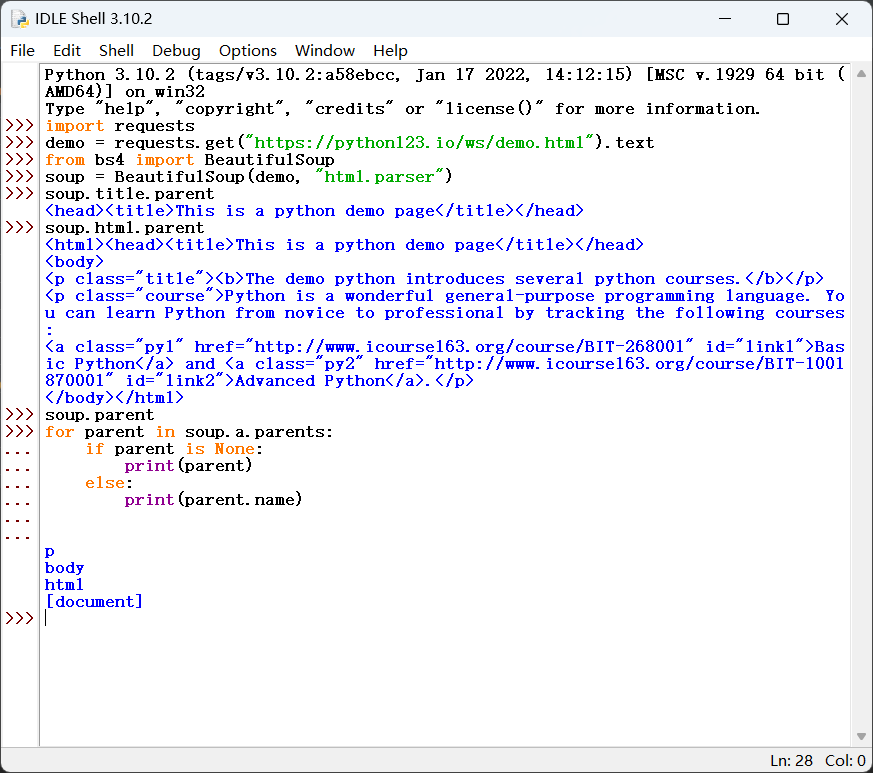 IDLE Shell 3.10.2
File Edit Shell Debug Options Window Help
Python 3.10.2 (tags/v3.10.2:a58ebcc, Jan 17 2022, 14:12:15) [MSC v.1929 64 bit (
AMD64)] on win32
Type "help", "copyright", "credits" or "license()" for more information.
>>> import requests
>>> demo = requests.get("https://python123.io/ws/demo.html").text
>>> from bs4 import BeautifulSoup
>>> soup = BeautifulSoup(demo, "html.parser")
>>> soup.title.parent
<head><title>This is a python demo page</title></head>
>>> soup.html.parent
<html><head><title>This is a python demo page</title></head>
<body>
<p class="title"><b>The demo python introduces several python courses.</b></p>
<p class="course">Python is a wonderful general-purpose programming language. Yo
u can learn Python from novice to professional by tracking the following courses
:
<a class="py1" href="http://www.icourse163.org/course/BIT-268001" id="link1">Bas
ic Python</a> and <a class="py2" href="http://www.icourse163.org/course/BIT-1001
870001" id="link2">Advanced Python</a>.</p>
</body></html>
>>> soup.parent
>>> for parent in soup.a.parents:
...     if parent is None:
...         print(parent)
...     else:
...         print(parent.name)
...
...
p
body
html
[document]
>>>
Ln: 28 Col: 0